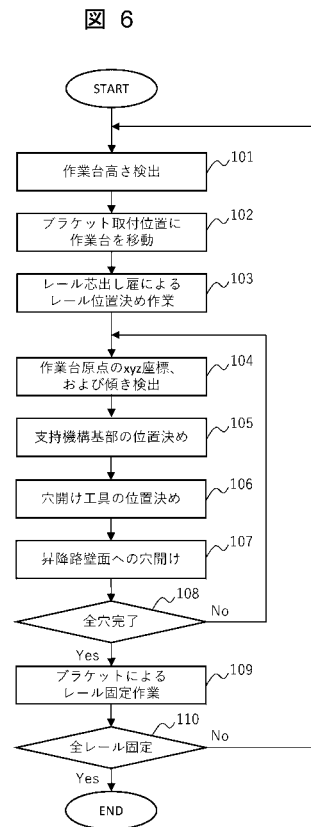 図 6
START
作業台高さ検出
101
ブラケット取付位置に
作業台を移動
102
レール芯出し雇による
レール位置決め作業
103
作業台原点のxyz座標、
および傾き検出
104
支持機構基部の位置決め
105
穴開け工具の位置決め
106
昇降路壁面への穴開け
107
全穴完了
108
No
Yes
ブラケットによる
レール固定作業
109
全レール固定
110
No
Yes
END